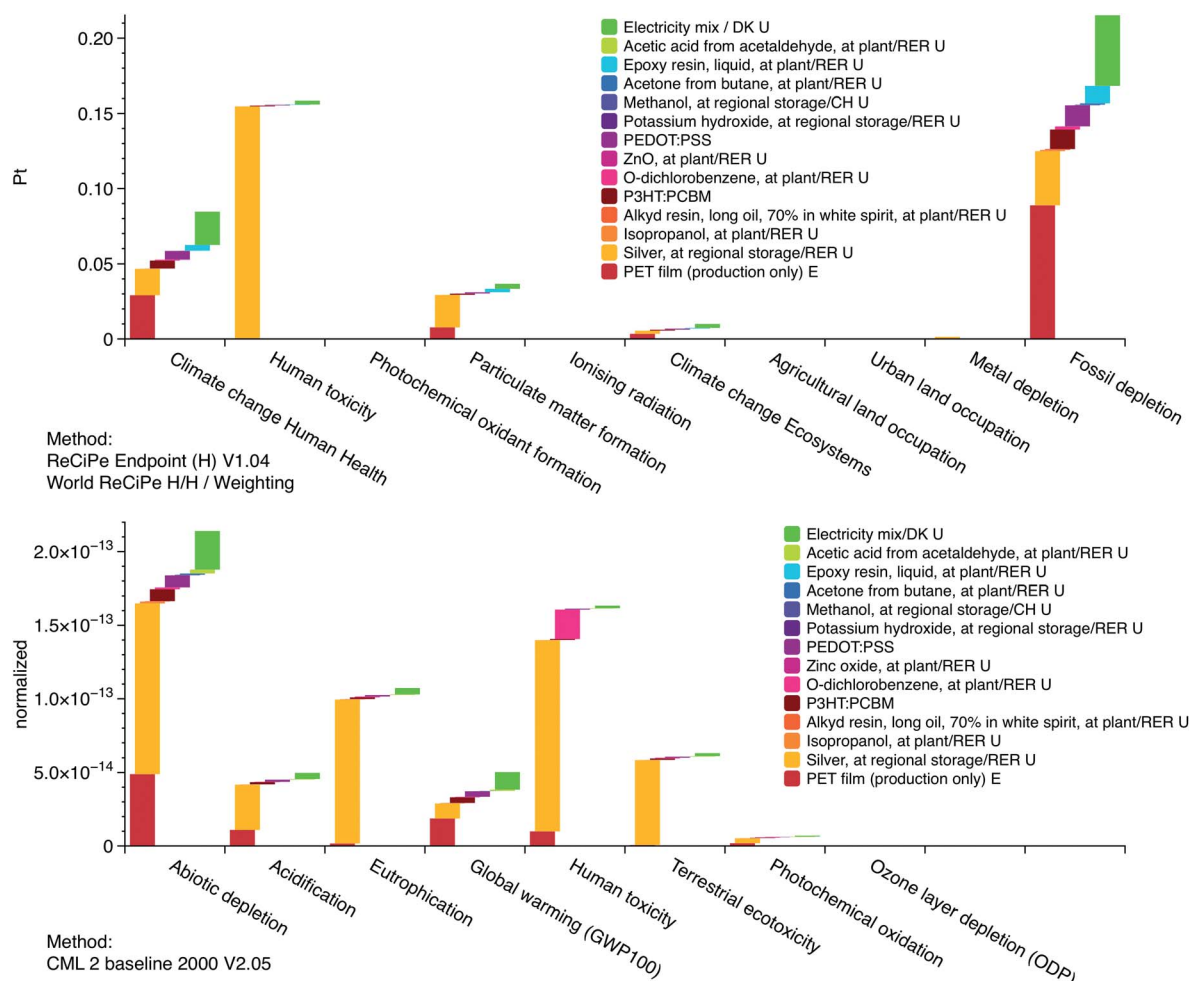 0.20
0.15
0.10
0.05
0
Pt
Electricity mix / DK U
Acetic acid from acetaldehyde, at plant/RER U
Epoxy resin, liquid, at plant/RER U
Acetone from butane, at plant/RER U
Methanol, at regional storage/CH U
Potassium hydroxide, at regional storage/RER U
PEDOT:PSS
ZnO, at plant/RER U
O-dichlorobenzene, at plant/RER U
P3HT:PCBM
Alkyd resin, long oil, 70% in white spirit, at plant/RER U
Isopropanol, at plant/RER U
Silver, at regional storage/RER U
PET film (production only) E
Climate change Human Health
Human toxicity
Photochemical oxidant formation
Particulate matter formation
Ionising radiation
Climate change Ecosystems
Agricultural land occupation
Urban land occupation
Metal depletion
Fossil depletion
Method:
ReCiPe Endpoint (H) V1.04
World ReCiPe H/H / Weighting
2.0×10⁻¹³
1.5×10⁻¹³
1.0×10⁻¹³
5.0×10⁻¹⁴
0
normalized
Electricity mix/DK U
Acetic acid from acetaldehyde, at plant/RER U
Epoxy resin, liquid, at plant/RER U
Acetone from butane, at plant/RER U
Methanol, at regional storage/CH U
Potassium hydroxide, at regional storage/RER U
PEDOT:PSS
Zinc oxide, at plant/RER U
O-dichlorobenzene, at plant/RER U
P3HT:PCBM
Alkyd resin, long oil, 70% in white spirit, at plant/RER U
Isopropanol, at plant/RER U
Silver, at regional storage/RER U
PET film (production only) E
Abiotic depletion
Acidification
Eutrophication
Global warming (GWP100)
Human toxicity
Terrestrial ecotoxicity
Photochemical oxidation
Ozone layer depletion (ODP)
Method:
CML 2 baseline 2000 V2.05